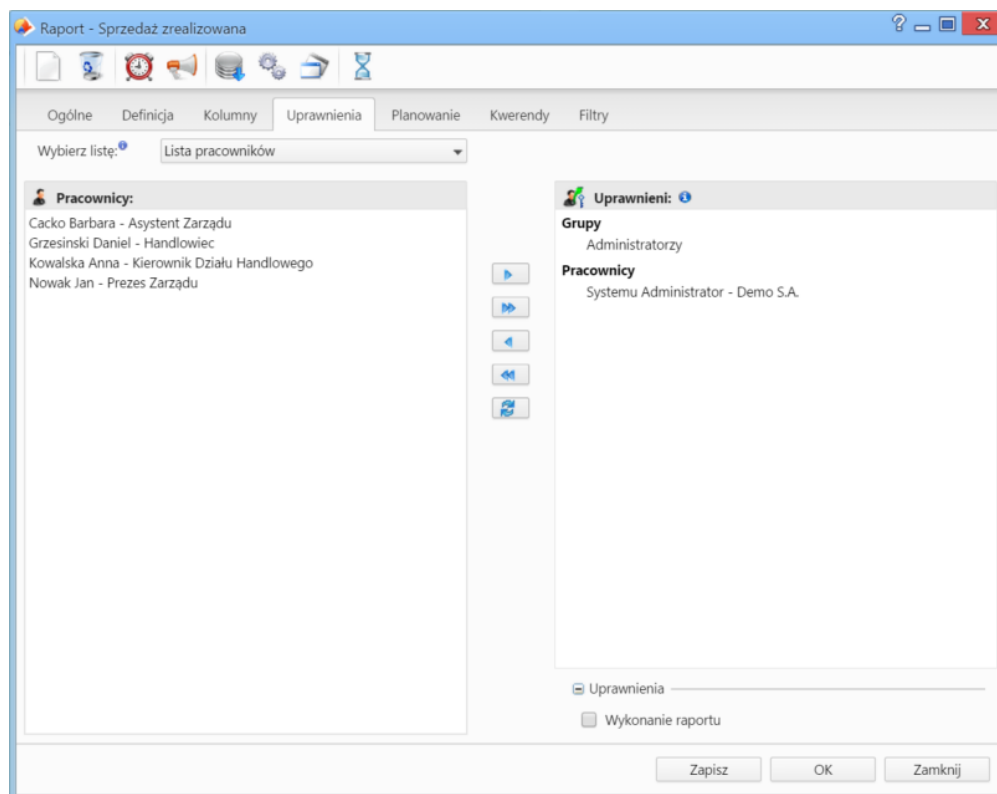 Raport - Sprzedaż zrealizowana
Ogólne Definicja Kolumny Uprawnienia Planowanie Kwerendy Filtry
Wybierz listę: Lista pracowników
Pracownicy:
Cacko Barbara - Asystent Zarządu
Grzesinski Daniel - Handlowiec
Kowalska Anna - Kierownik Działu Handlowego
Nowak Jan - Prezes Zarządu
Uprawnieni:
Grupy
Administratorzy
Pracownicy
Systemu Administrator - Demo S.A.
Uprawnienia
Wykonanie raportu
Zapisz OK Zamknij